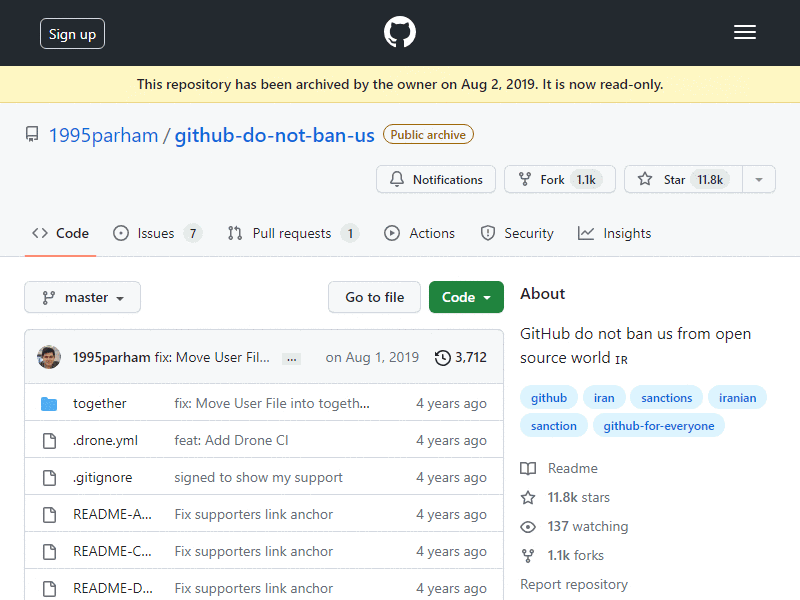 Sign up
This repository has been archived by the owner on Aug 2, 2019. It is now read-only.
1995parham / github-do-not-ban-us Public archive
Notifications Fork 1.1k Star 11.8k
Code Issues 7 Pull requests 1 Actions Security Insights
master Go to file Code
1995parham fix: Move User Fil... ... on Aug 1, 2019 3,712
together fix: Move User File into togeth... 4 years ago
.drone.yml feat: Add Drone CI 4 years ago
.gitignore signed to show my support 4 years ago
README-A... Fix supporters link anchor 4 years ago
README-C... Fix supporters link anchor 4 years ago
README-D... Fix supporters link anchor 4 years ago
About
GitHub do not ban us from open
source world 🇮🇷
github iran sanctions iranian
sanction github-for-everyone
Readme
11.8k stars
137 watching
1.1k forks
Report repository